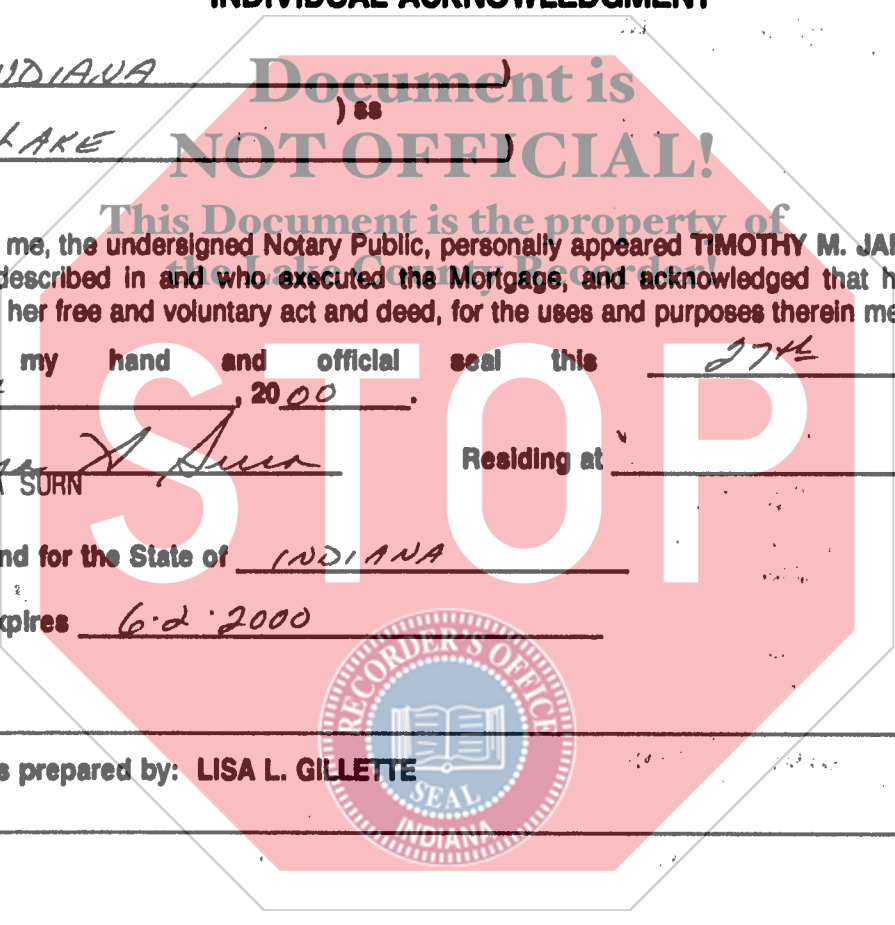 INDIVIDUAL ACKNOWLEDGMENT
INDIANA )
) ss
LAKE )
Document is
NOT OFFICIAL!
This Document is the property of
the Lake County Recorder!
me, the undersigned Notary Public, personally appeared TIMOTHY M. JAI
described in and who executed the Mortgage, and acknowledged that h
her free and voluntary act and deed, for the uses and purposes therein me
my hand and official seal this 27th
, 20 00 .
Residing at
SURN
nd for the State of INDIANA
xpires 6-2-2000
STOP
RECORDER'S OFFICE
SEAL
INDIANA
s prepared by: LISA L. GILLETTE